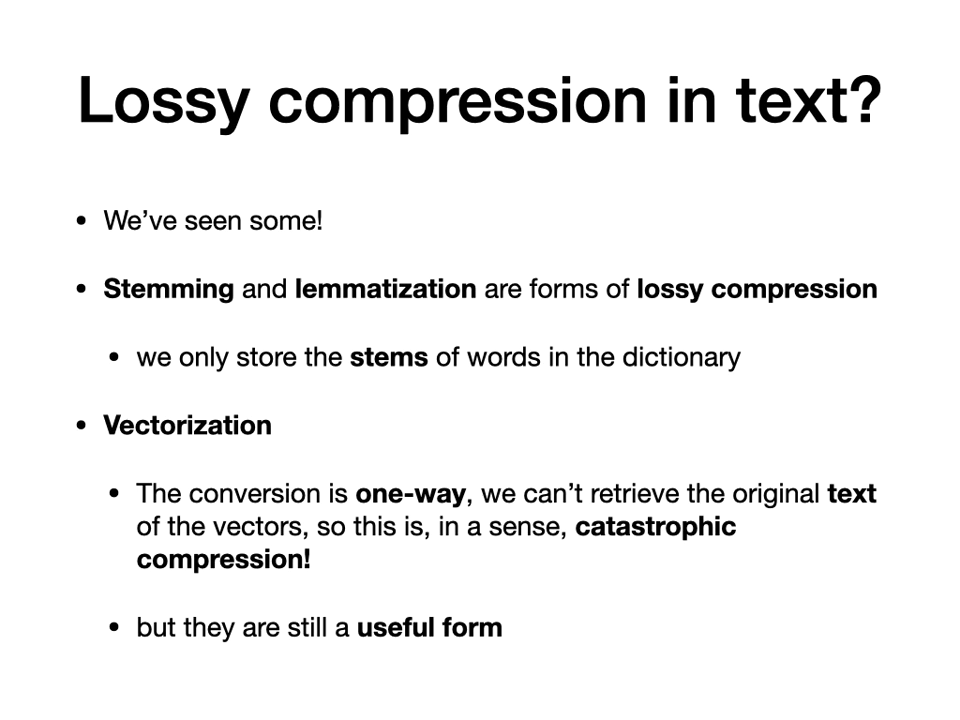 Lossy compression in text?
• We’ve seen some!
• Stemming and lemmatization are forms of lossy compression
• we only store the stems of words in the dictionary
• Vectorization
• The conversion is one-way, we can’t retrieve the original text
of the vectors, so this is, in a sense, catastrophic
compression!
• but they are still a useful form